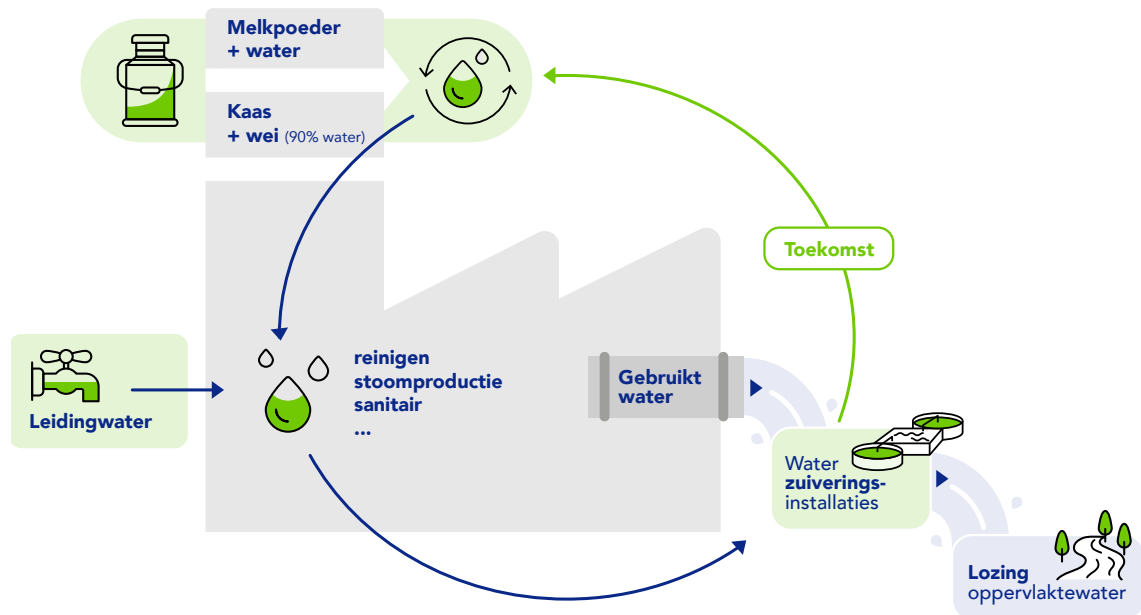 Melkpoeder
+ water
Kaas
+ wei (90% water)
Toekomst
Leidingwater
reinigen
stoomproductie
sanitair
...
Gebruikt
water
Water
zuiverings-
installaties
Lozing
oppervlaktewater